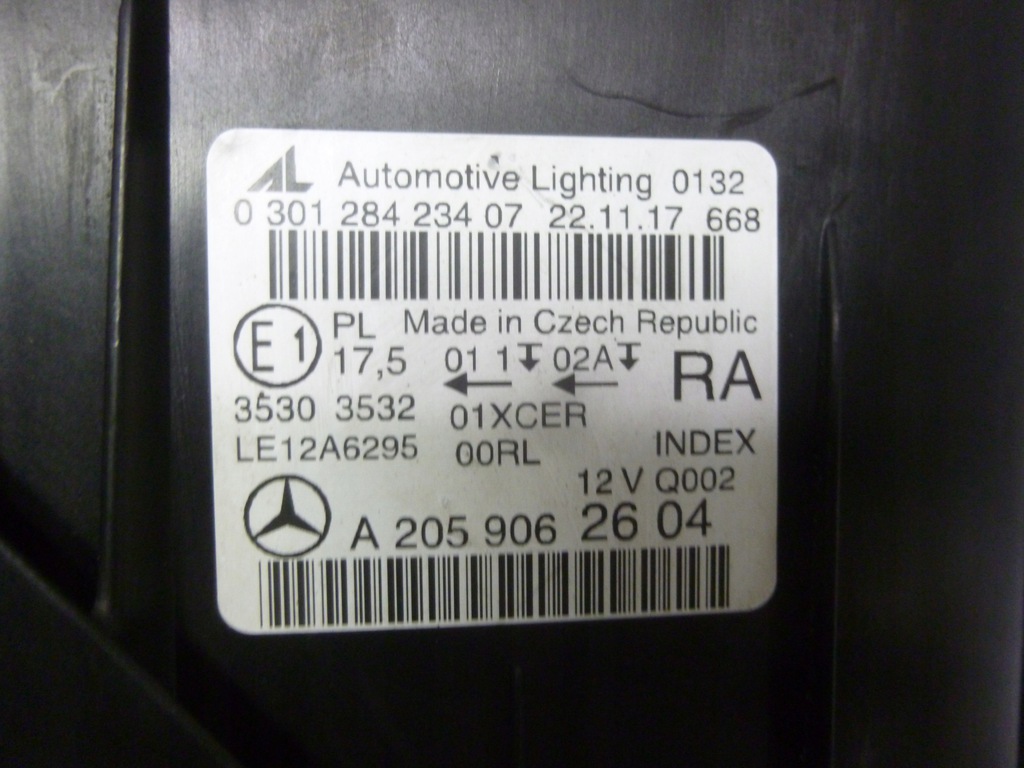 AL Automotive Lighting 0132
0 301 284 234 07 22.11.17 668
E1 PL Made in Czech Republic
17,5 01 1 02A RA
3530 3532 01XCER
LE12A6295 00RL INDEX
12 V Q002
A 205 906 26 04